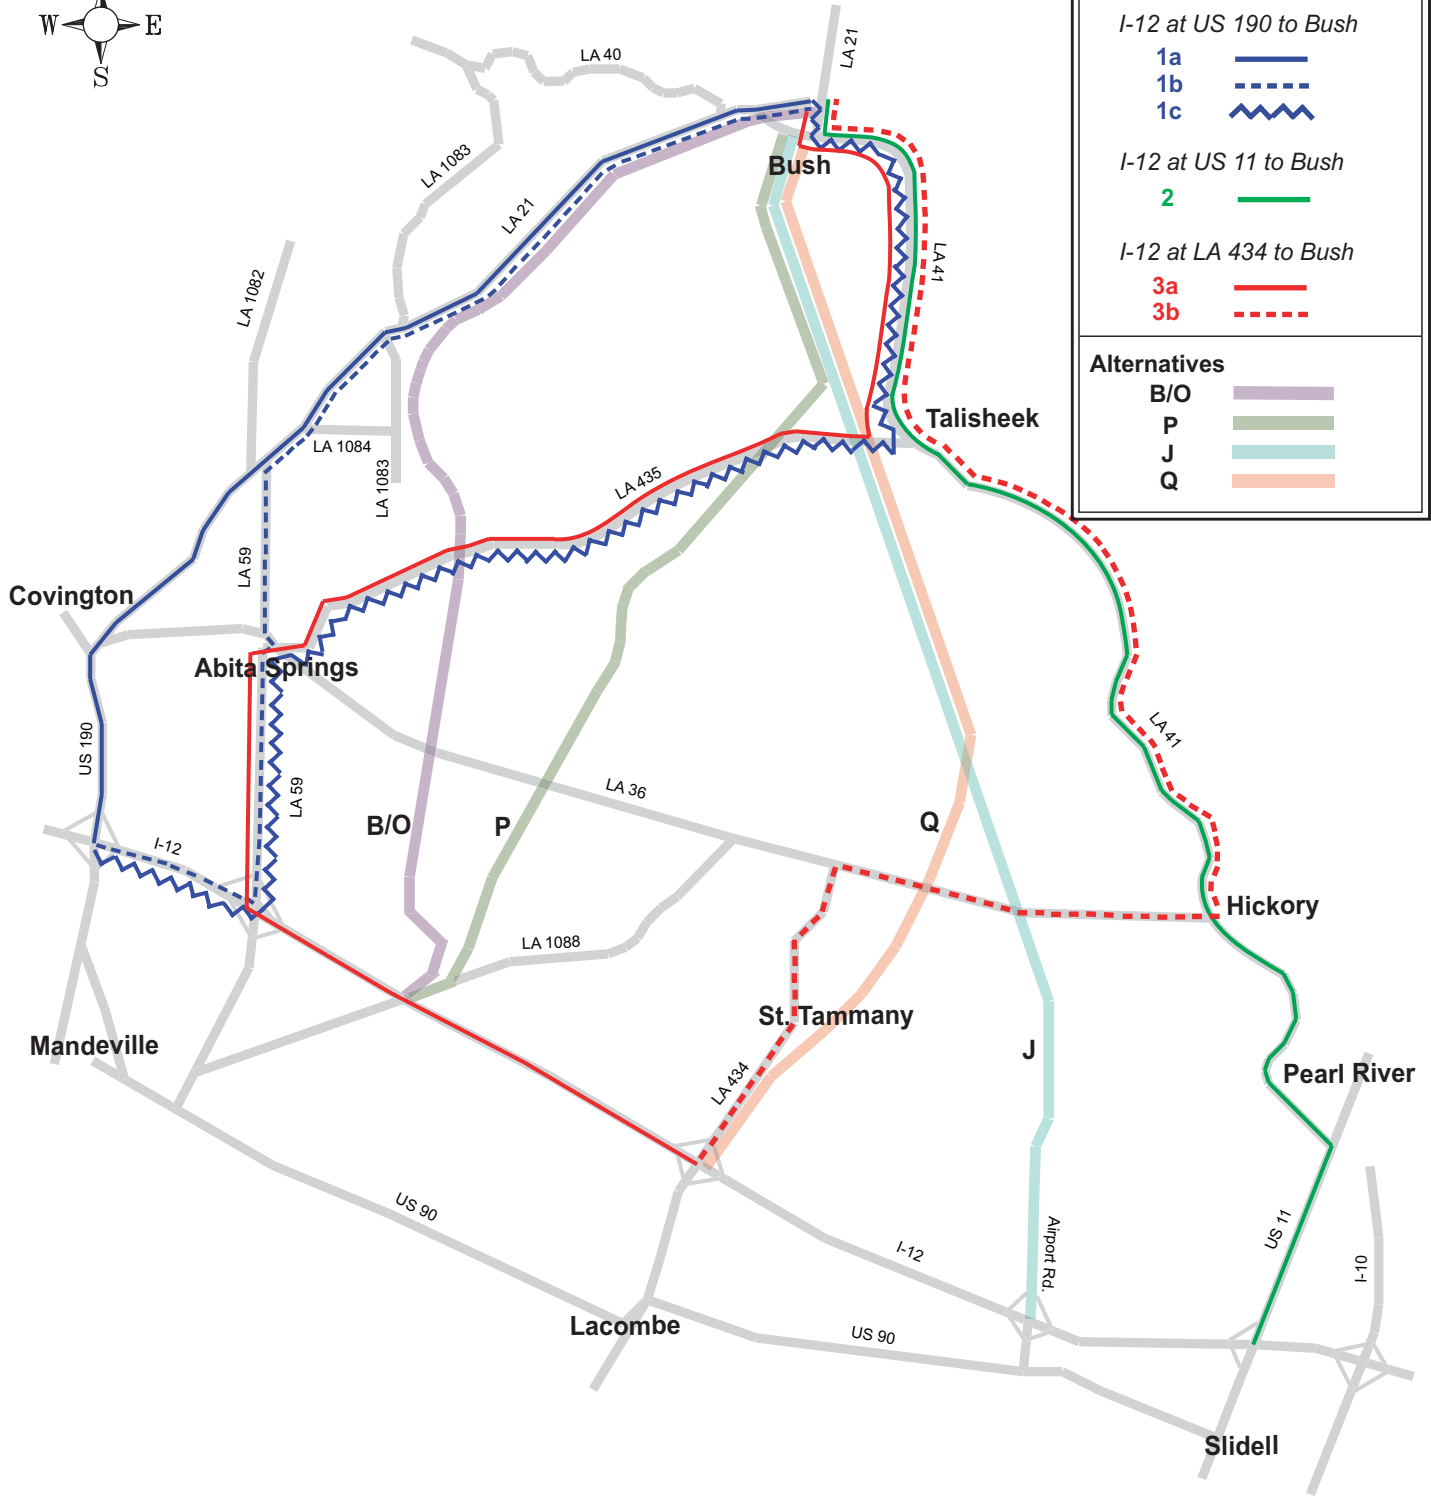 W E
S
I-12 at US 190 to Bush
1a
1b
1c
I-12 at US 11 to Bush
2
I-12 at LA 434 to Bush
3a
3b
Alternatives
B/O
P
J
Q
LA 21
LA 40
LA 1083
Bush
LA 21
LA 41
LA 1082
Talisheek
LA 1084
LA 1083
LA 435
LA 59
Covington
Abita Springs
US 190
LA 41
LA 59
LA 36
I-12
B/O
P
Q
Hickory
LA 1088
St. Tammany
Mandeville
J
LA 434
Pearl River
US 90
US 11
I-12
Airport Rd.
I-10
Lacombe
US 90
Slidell